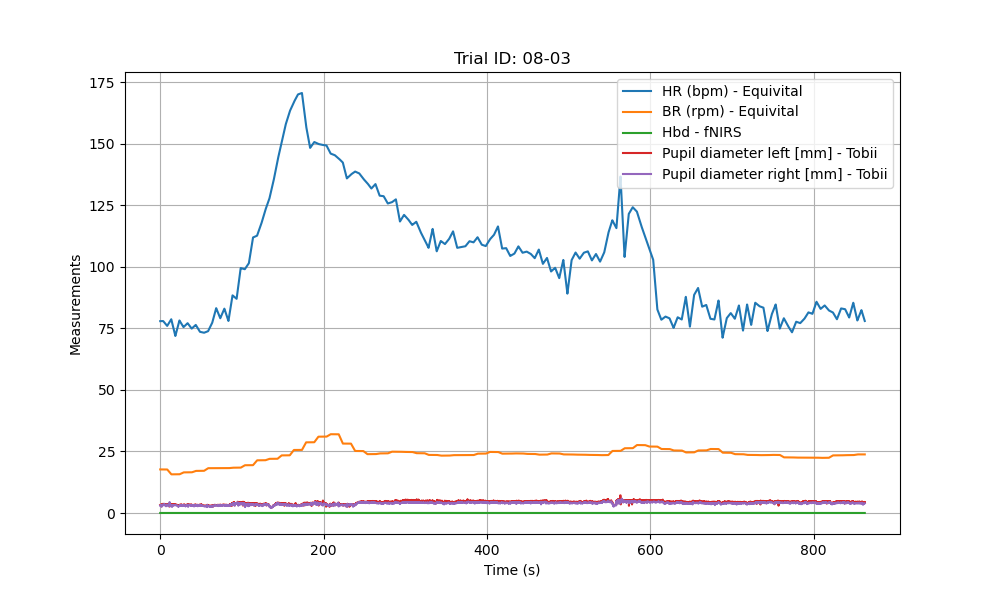 Trial ID: 08-03
HR (bpm) - Equivital
BR (rpm) - Equivital
Hbd - fNIRS
Pupil diameter left [mm] - Tobii
Pupil diameter right [mm] - Tobii
Measurements
175
150
125
100
75
50
25
0
0 200 400 600 800
Time (s)